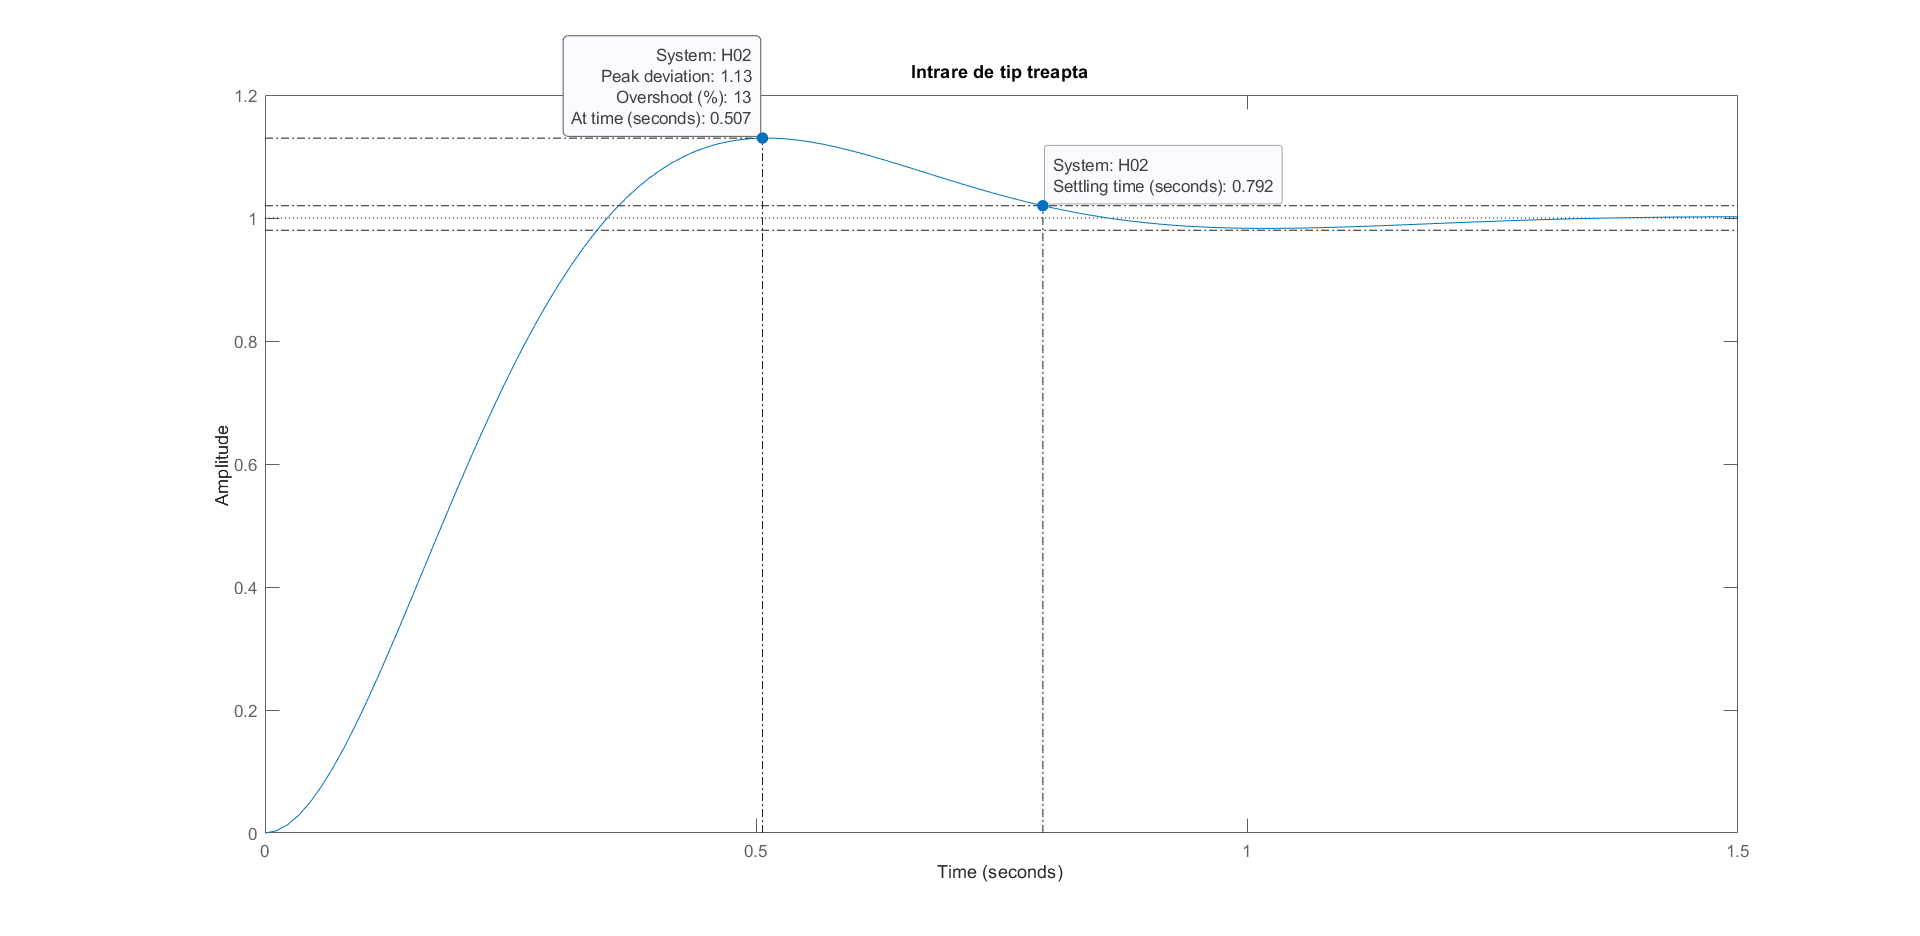 System: H02
Peak deviation: 1.13
Overshoot (%): 13
At time (seconds): 0.507
Intrare de tip treapta
System: H02
Settling time (seconds): 0.792
Amplitude
1.2
1
0.8
0.6
0.4
0.2
0
0
0.5
1
1.5
Time (seconds)